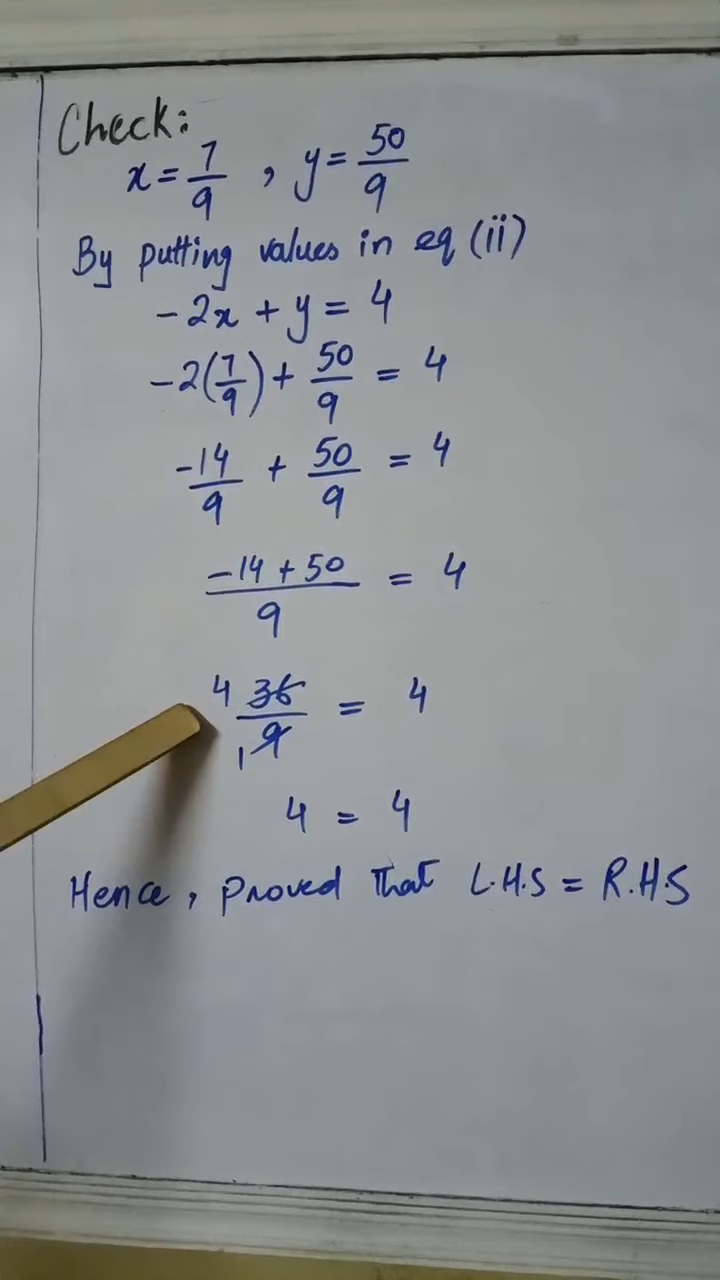 Check:
x = 7/9 , y = 50/9
By putting values in eq (ii)
-2x + y = 4
-2(7/9) + 50/9 = 4
-14/9 + 50/9 = 4
-14 + 50/9 = 4
4 36/1 9 = 4
4 = 4
Hence, Proved That L.H.S = R.H.S